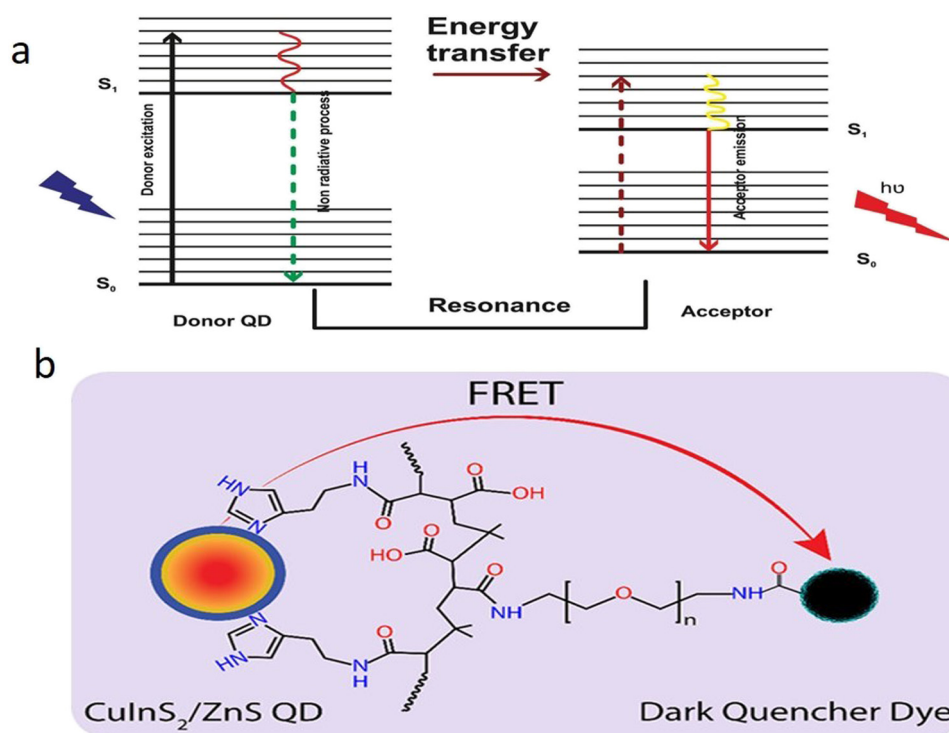 a
Energy
transfer
S₁
Donor excitation
Non radiative process
S₁
Acceptor emission
hυ
S₀
S₀
Resonance
Donor QD
Acceptor
b
FRET
H
N
O
HN
OH
N
O
O
HO
O
O
O
NH
NH
n
N
O
HN
N
H
CuInS₂/ZnS QD
Dark Quencher Dye